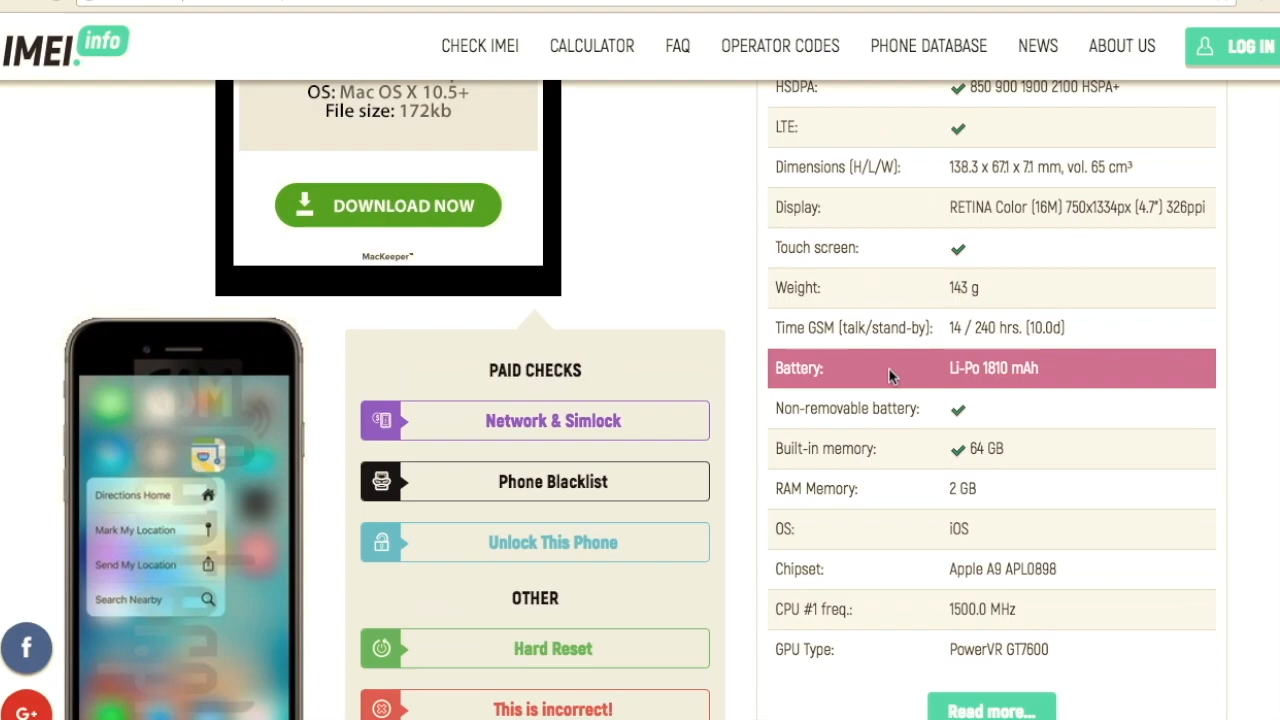 IMEI.info
CHECK IMEI
CALCULATOR
FAQ
OPERATOR CODES
PHONE DATABASE
NEWS
ABOUT US
LOG IN
OS: Mac OS X 10.5+
File size: 172kb
DOWNLOAD NOW
MacKeeper™
Directions Home
Mark My Location
Send My Location
Search Nearby
f
G+
PAID CHECKS
Network & Simlock
Phone Blacklist
Unlock This Phone
OTHER
Hard Reset
This is incorrect!
HSDPA: 850 900 1900 2100 HSPA+
LTE:
Dimensions (H/L/W): 138.3 x 67.1 x 7.1 mm, vol. 65 cm³
Display: RETINA Color (16M) 750x1334px (4.7") 326ppi
Touch screen:
Weight: 143 g
Time GSM (talk/stand-by): 14 / 240 hrs. (10.0d)
Battery: Li-Po 1810 mAh
Non-removable battery:
Built-in memory: 64 GB
RAM Memory: 2 GB
OS: iOS
Chipset: Apple A9 APL0898
CPU #1 freq.: 1500.0 MHz
GPU Type: PowerVR GT7600
Read more...